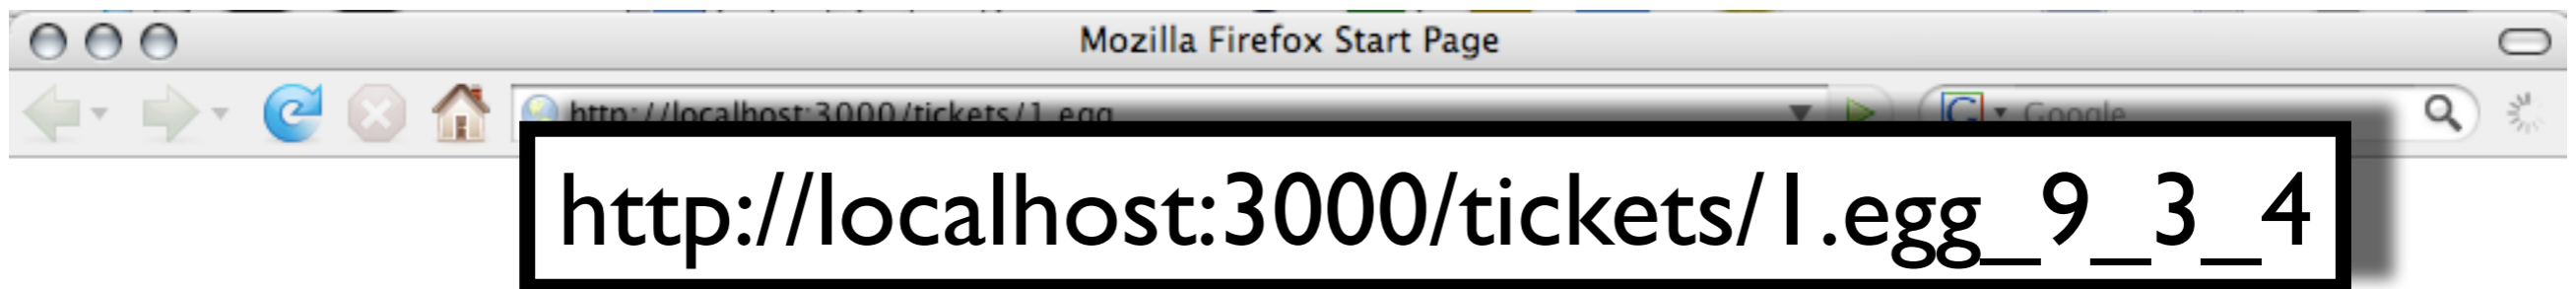 Mozilla Firefox Start Page
http://localhost:3000/tickets/1.egg
Google
http://localhost:3000/tickets/1.egg_9_3_4